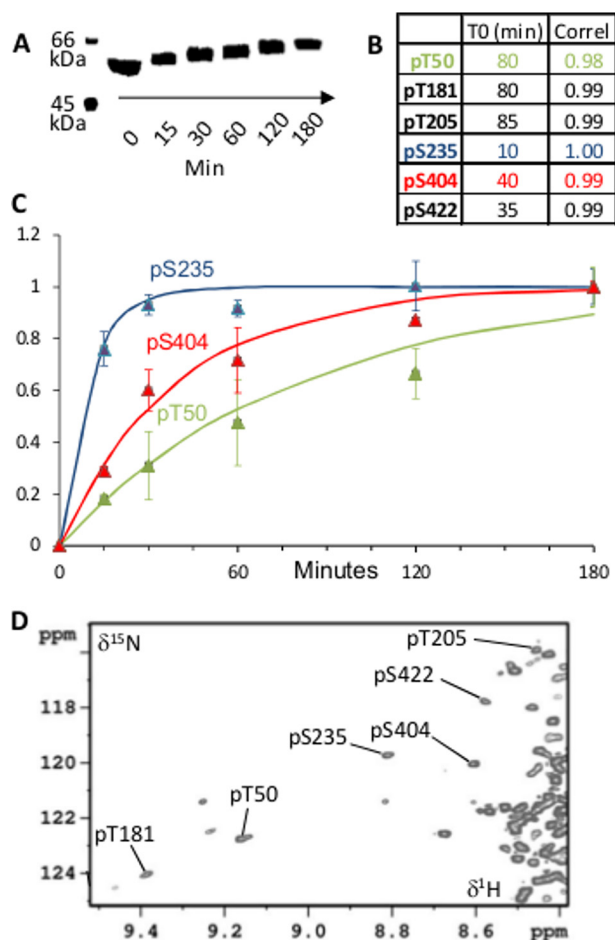 A
66
kDa
45
kDa
0 15 30 60 120 180
Min
B
T0 (min) Correl
pT50 80 0.98
pT181 80 0.99
pT205 85 0.99
pS235 10 1.00
pS404 40 0.99
pS422 35 0.99
C
1.2
1
0.8
0.6
0.4
0.2
0
pS235
pS404
pT50
0 60 120 180
Minutes
D
ppm
δ15N
118
120
122
124
pT205
pS422
pS235
pS404
pT50
pT181
δ1H
9.4 9.2 9.0 8.8 8.6 ppm